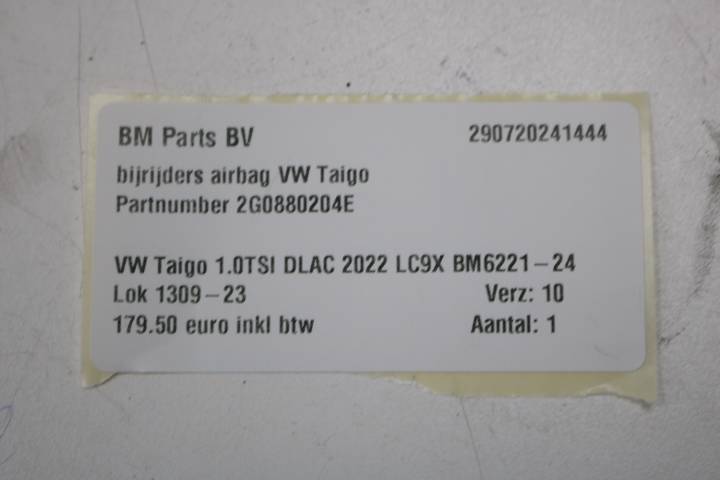 BM Parts BV 290720241444
bijrijders airbag VW Taigo
Partnumber 2G0880204E
VW Taigo 1.0TSI DLAC 2022 LC9X BM6221-24
Lok 1309-23 Verz: 10
179.50 euro inkl btw Aantal: 1